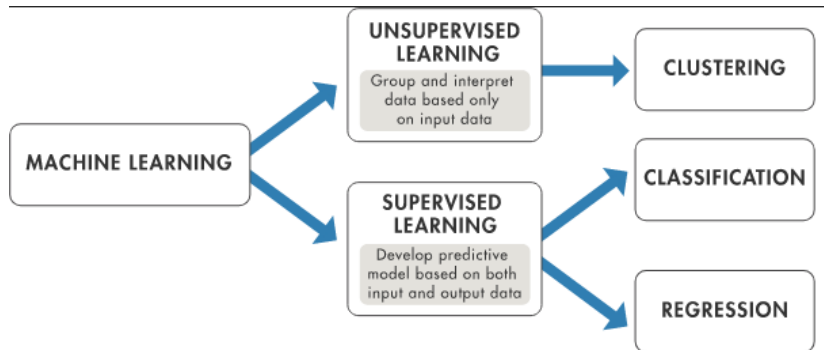 MACHINE LEARNING
UNSUPERVISED
LEARNING
Group and interpret
data based only
on input data
SUPERVISED
LEARNING
Develop predictive
model based on both
input and output data
CLUSTERING
CLASSIFICATION
REGRESSION